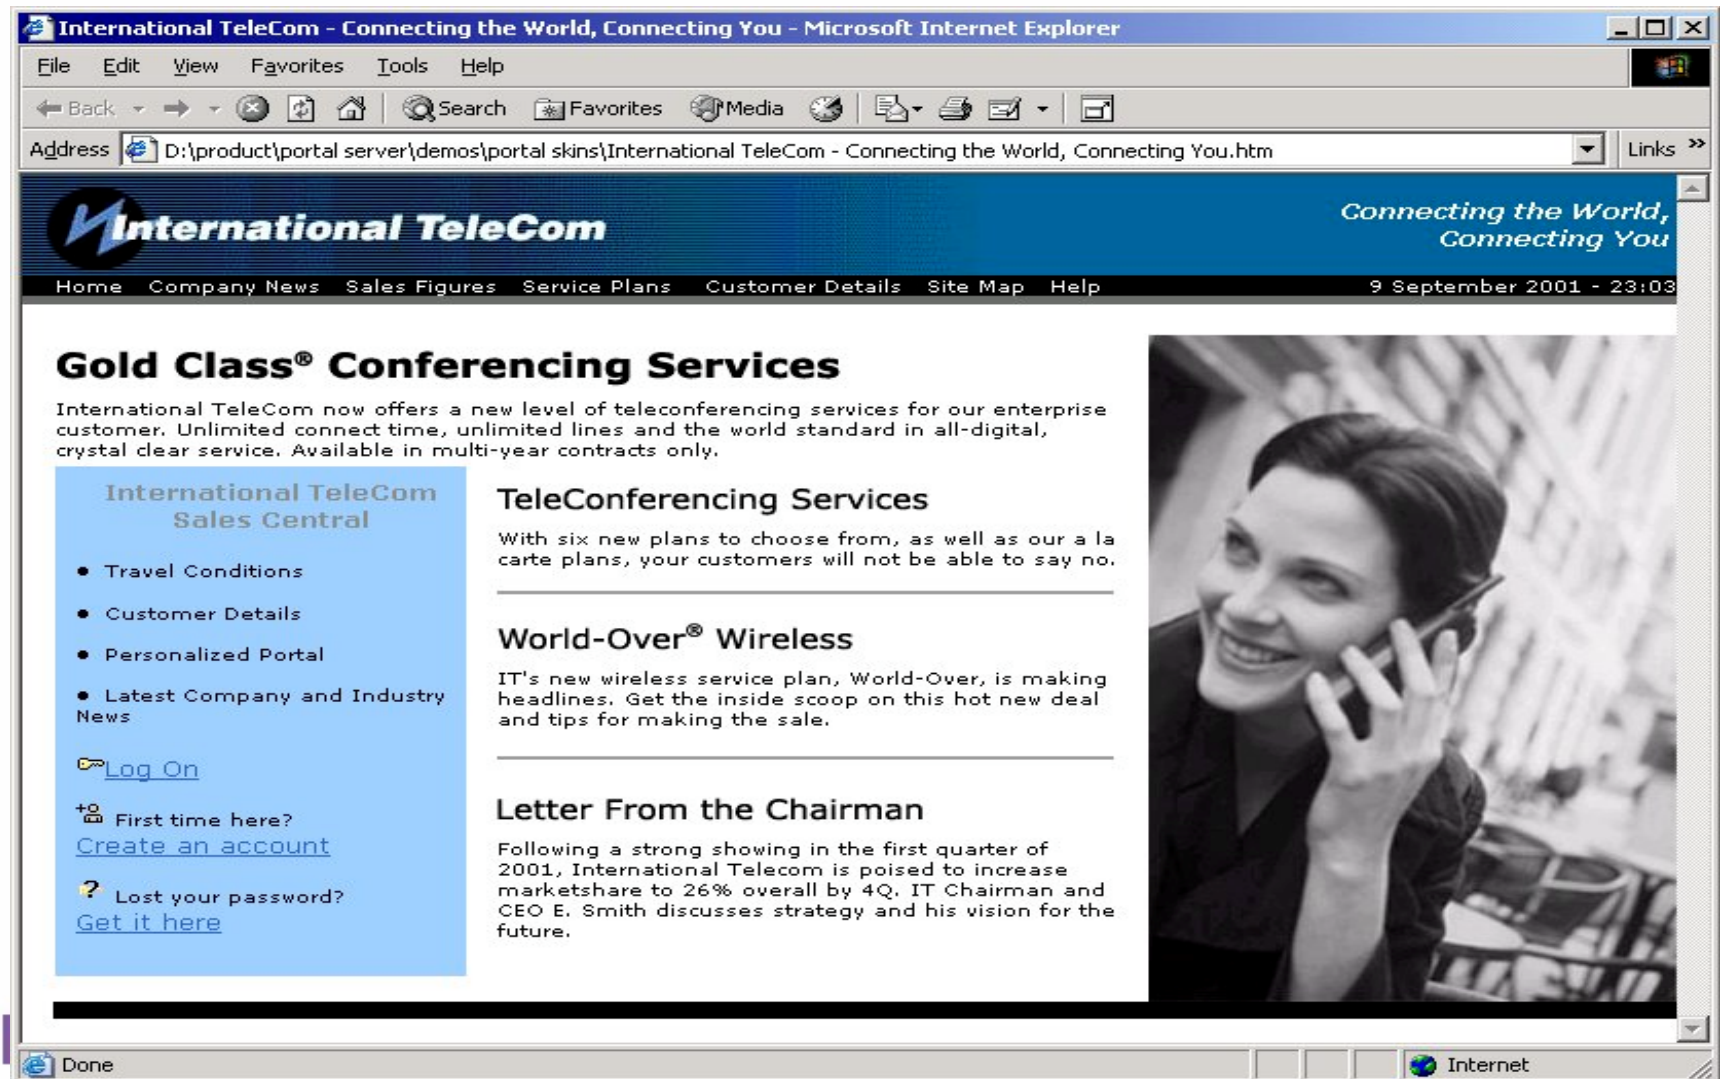 International TeleCom - Connecting the World, Connecting You - Microsoft Internet Explorer
File Edit View Favorites Tools Help
Back Search Favorites Media
Address D:\product\portal server\demos\portal skins\International TeleCom - Connecting the World, Connecting You.htm Links »
International TeleCom
Connecting the World,
Connecting You
Home Company News Sales Figures Service Plans Customer Details Site Map Help 9 September 2001 - 23:03
Gold Class® Conferencing Services
International TeleCom now offers a new level of teleconferencing services for our enterprise
customer. Unlimited connect time, unlimited lines and the world standard in all-digital,
crystal clear service. Available in multi-year contracts only.
International TeleCom
Sales Central
• Travel Conditions
• Customer Details
• Personalized Portal
• Latest Company and Industry
News
Log On
First time here?
Create an account
Lost your password?
Get it here
TeleConferencing Services
With six new plans to choose from, as well as our a la
carte plans, your customers will not be able to say no.
World-Over® Wireless
IT's new wireless service plan, World-Over, is making
headlines. Get the inside scoop on this hot new deal
and tips for making the sale.
Letter From the Chairman
Following a strong showing in the first quarter of
2001, International Telecom is poised to increase
marketshare to 26% overall by 4Q. IT Chairman and
CEO E. Smith discusses strategy and his vision for the
future.
Done Internet